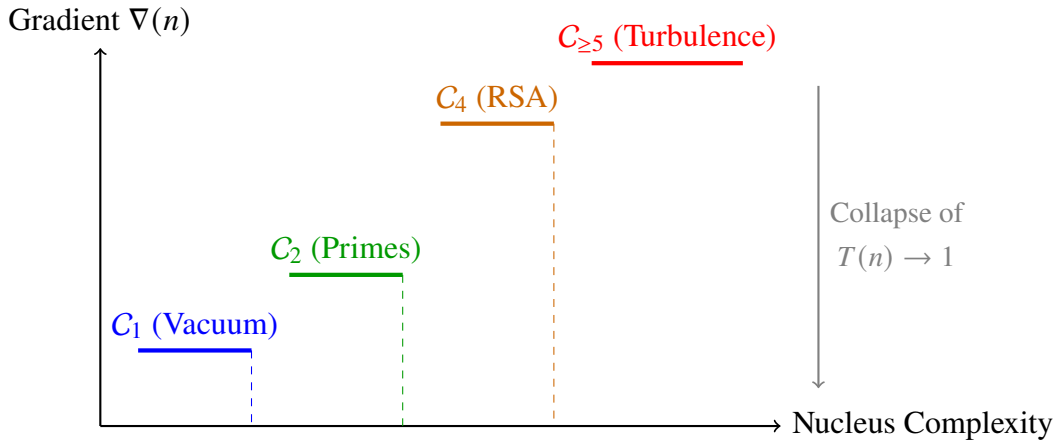 Gradient ∇(n)
C≥5 (Turbulence)
C4 (RSA)
Collapse of
T(n) → 1
C2 (Primes)
C1 (Vacuum)
Nucleus Complexity